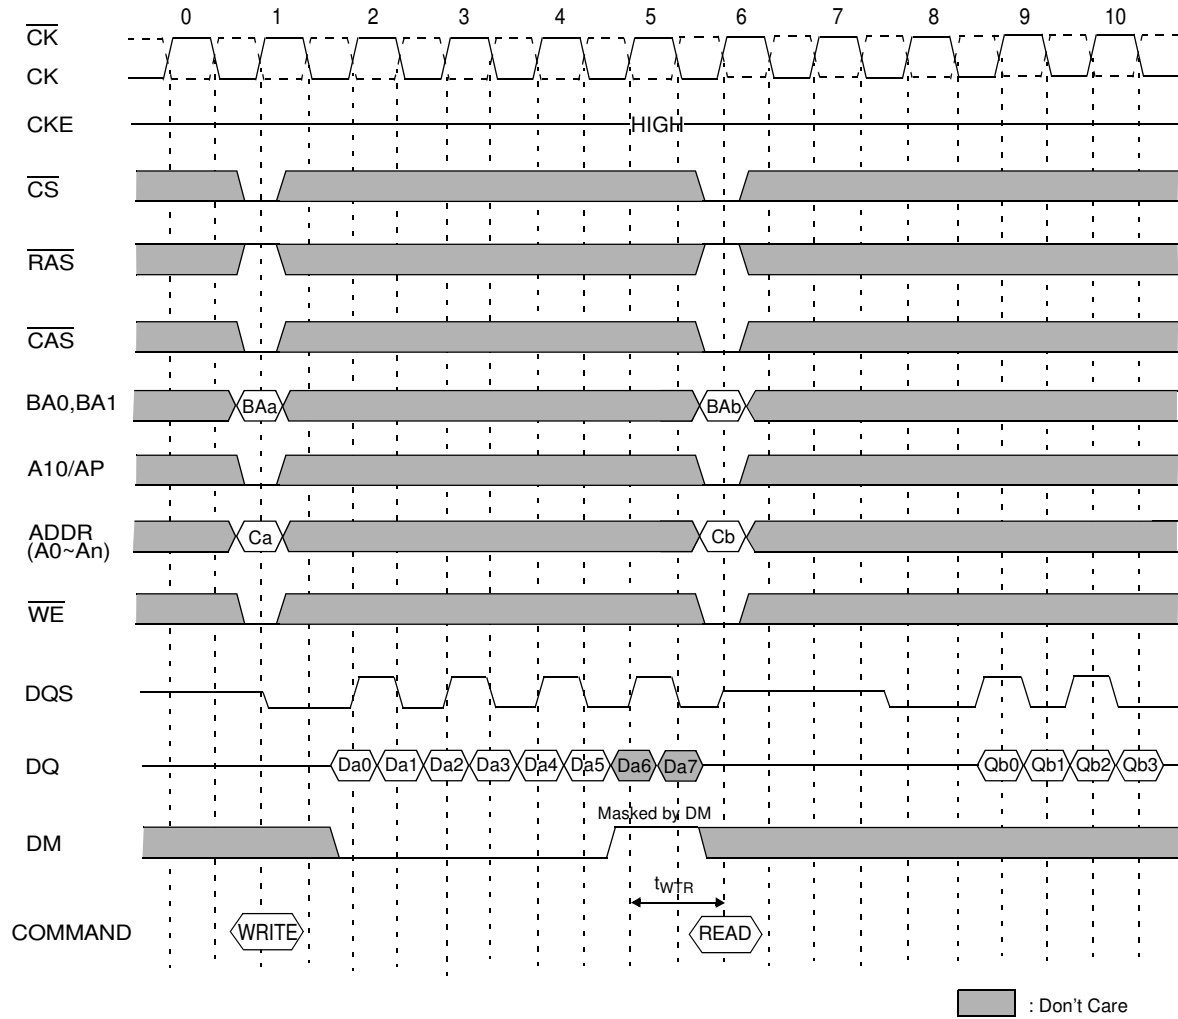 0 1 2 3 4 5 6 7 8 9 10
CK
CK
CKE HIGH
CS
RAS
CAS
BA0,BA1 BAa BAb
A10/AP
ADDR
(A0~An) Ca Cb
WE
DQS
DQ Da0 Da1 Da2 Da3 Da4 Da5 Da6 Da7 Qb0 Qb1 Qb2 Qb3
Masked by DM
DM
tWTR
COMMAND WRITE READ
: Don't Care